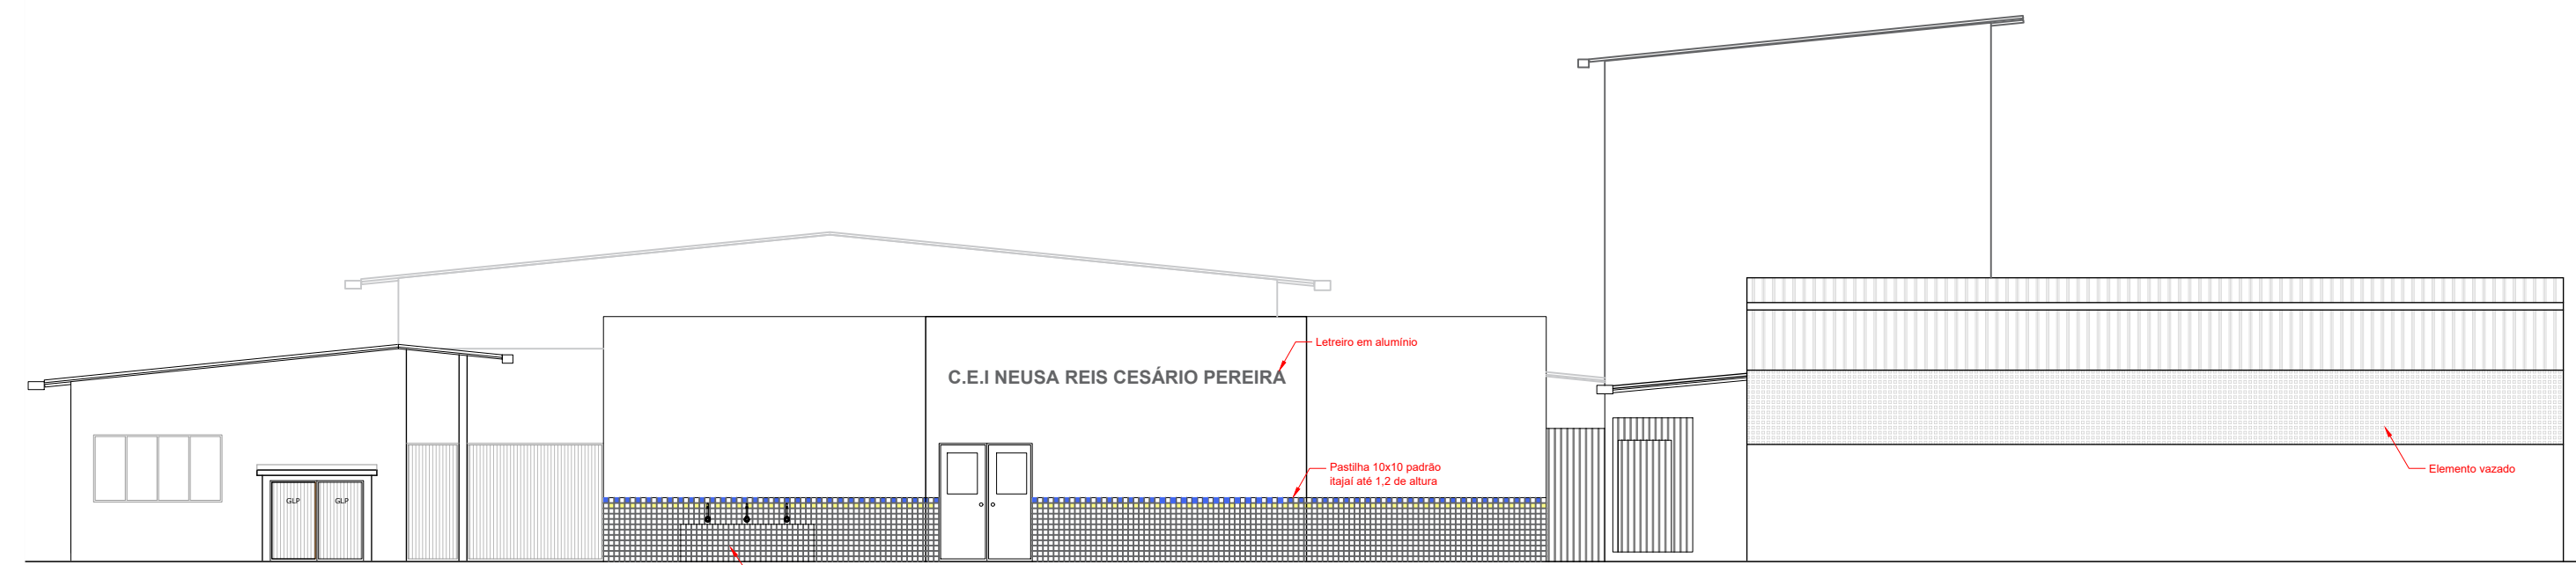 Letreiro em alumínio
C.E.I NEUSA REIS CESÁRIO PEREIRA
Pastilha 10x10 padrão
itajaí até 1,2 de altura
Elemento vazado
GLP GLP